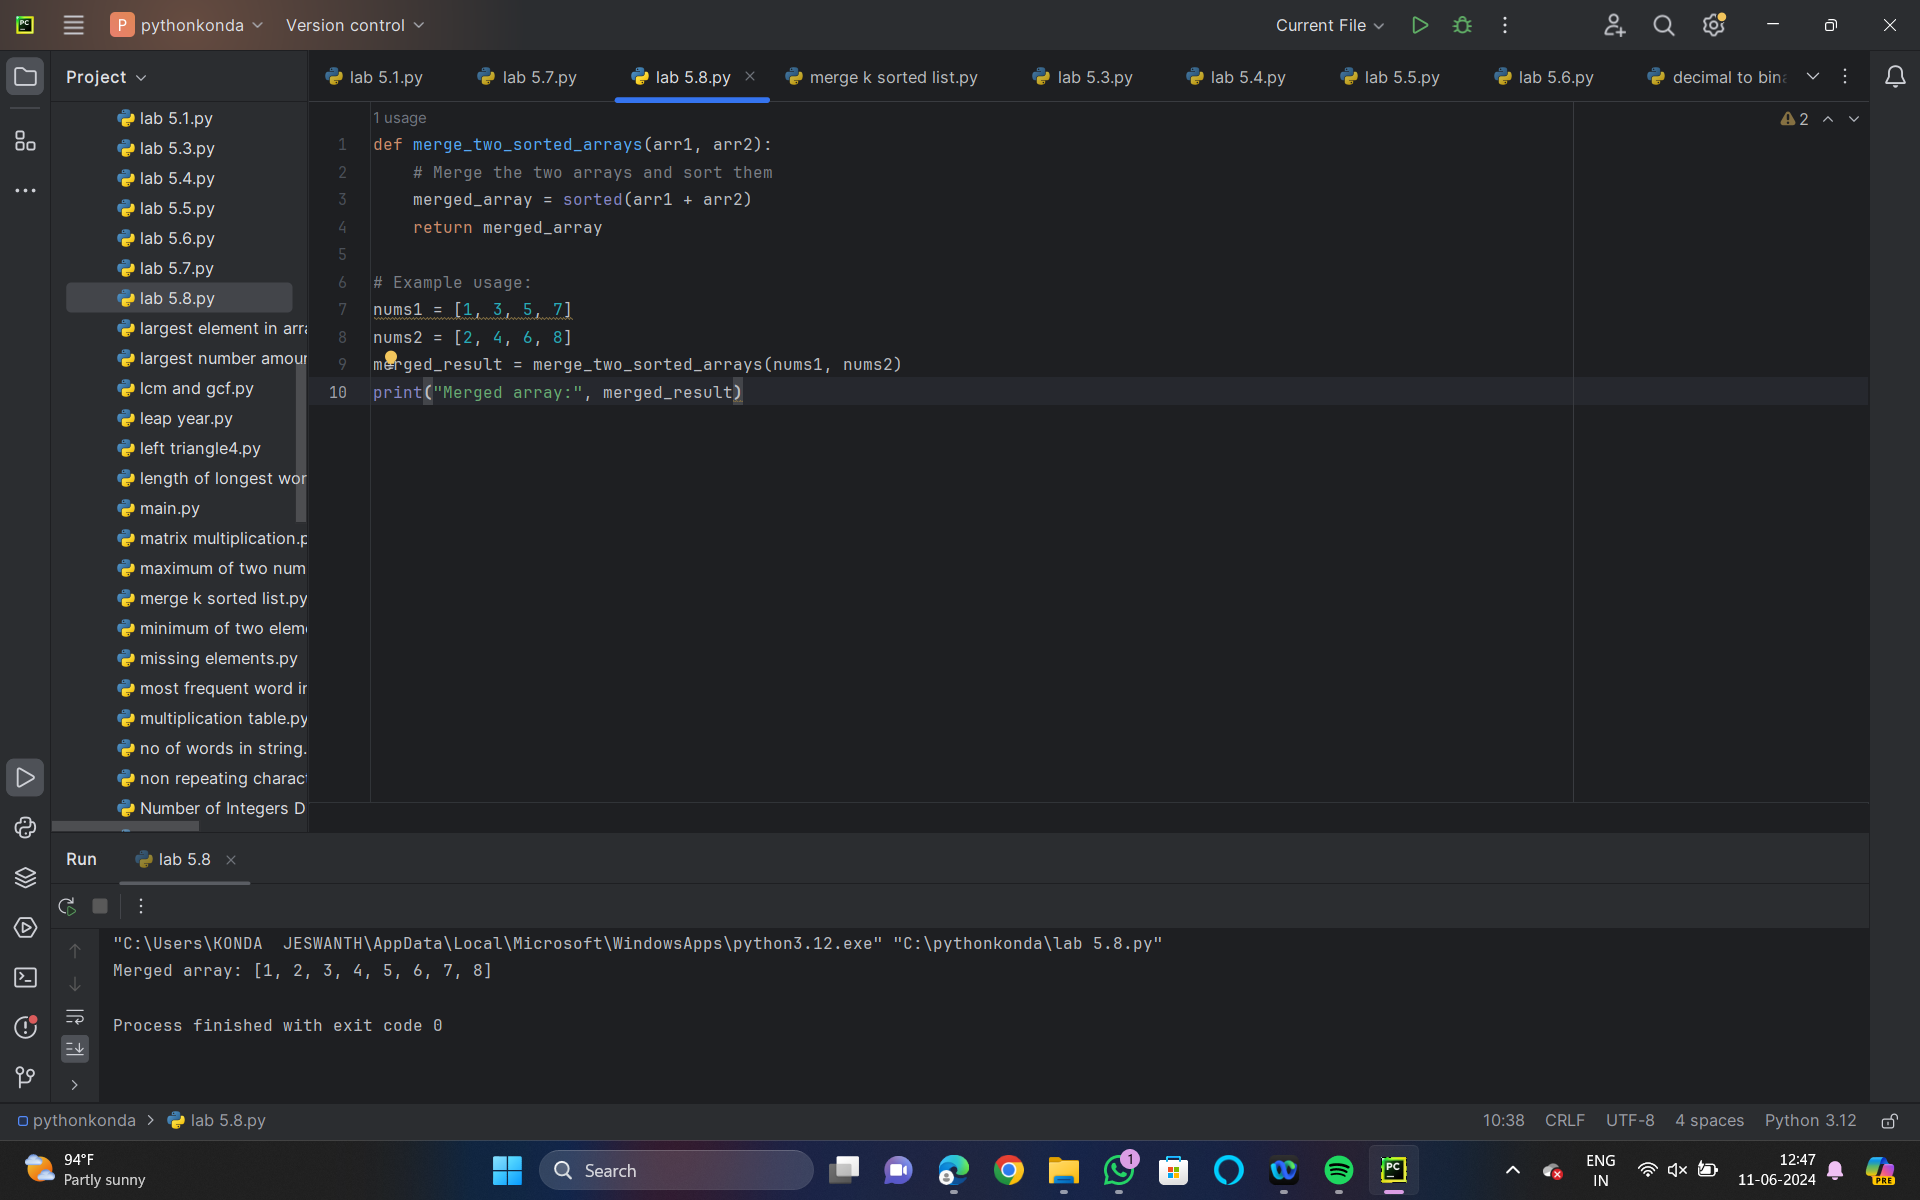 PC P pythonkonda Version control Current File
Project lab 5.1.py lab 5.7.py lab 5.8.py merge k sorted list.py lab 5.3.py lab 5.4.py lab 5.5.py lab 5.6.py decimal to bina
lab 5.1.py
lab 5.3.py
lab 5.4.py
lab 5.5.py
lab 5.6.py
lab 5.7.py
lab 5.8.py
largest element in arra
largest number amour
lcm and gcf.py
leap year.py
left triangle4.py
length of longest wor
main.py
matrix multiplication.p
maximum of two num
merge k sorted list.py
minimum of two eleme
missing elements.py
most frequent word in
multiplication table.py
no of words in string.
non repeating charact
Number of Integers D
1 usage 2
1 def merge_two_sorted_arrays(arr1, arr2):
2 # Merge the two arrays and sort them
3 merged_array = sorted(arr1 + arr2)
4 return merged_array
5
6 # Example usage:
7 nums1 = [1, 3, 5, 7]
8 nums2 = [2, 4, 6, 8]
9 merged_result = merge_two_sorted_arrays(nums1, nums2)
10 print("Merged array:", merged_result)
Run lab 5.8
"C:\Users\KONDA  JESWANTH\AppData\Local\Microsoft\WindowsApps\python3.12.exe" "C:\pythonkonda\lab 5.8.py"
Merged array: [1, 2, 3, 4, 5, 6, 7, 8]
Process finished with exit code 0
pythonkonda > lab 5.8.py 10:38 CRLF UTF-8 4 spaces Python 3.12
94°F
Partly sunny
Search
1
PC
ENG
IN
12:47
11-06-2024
PRE